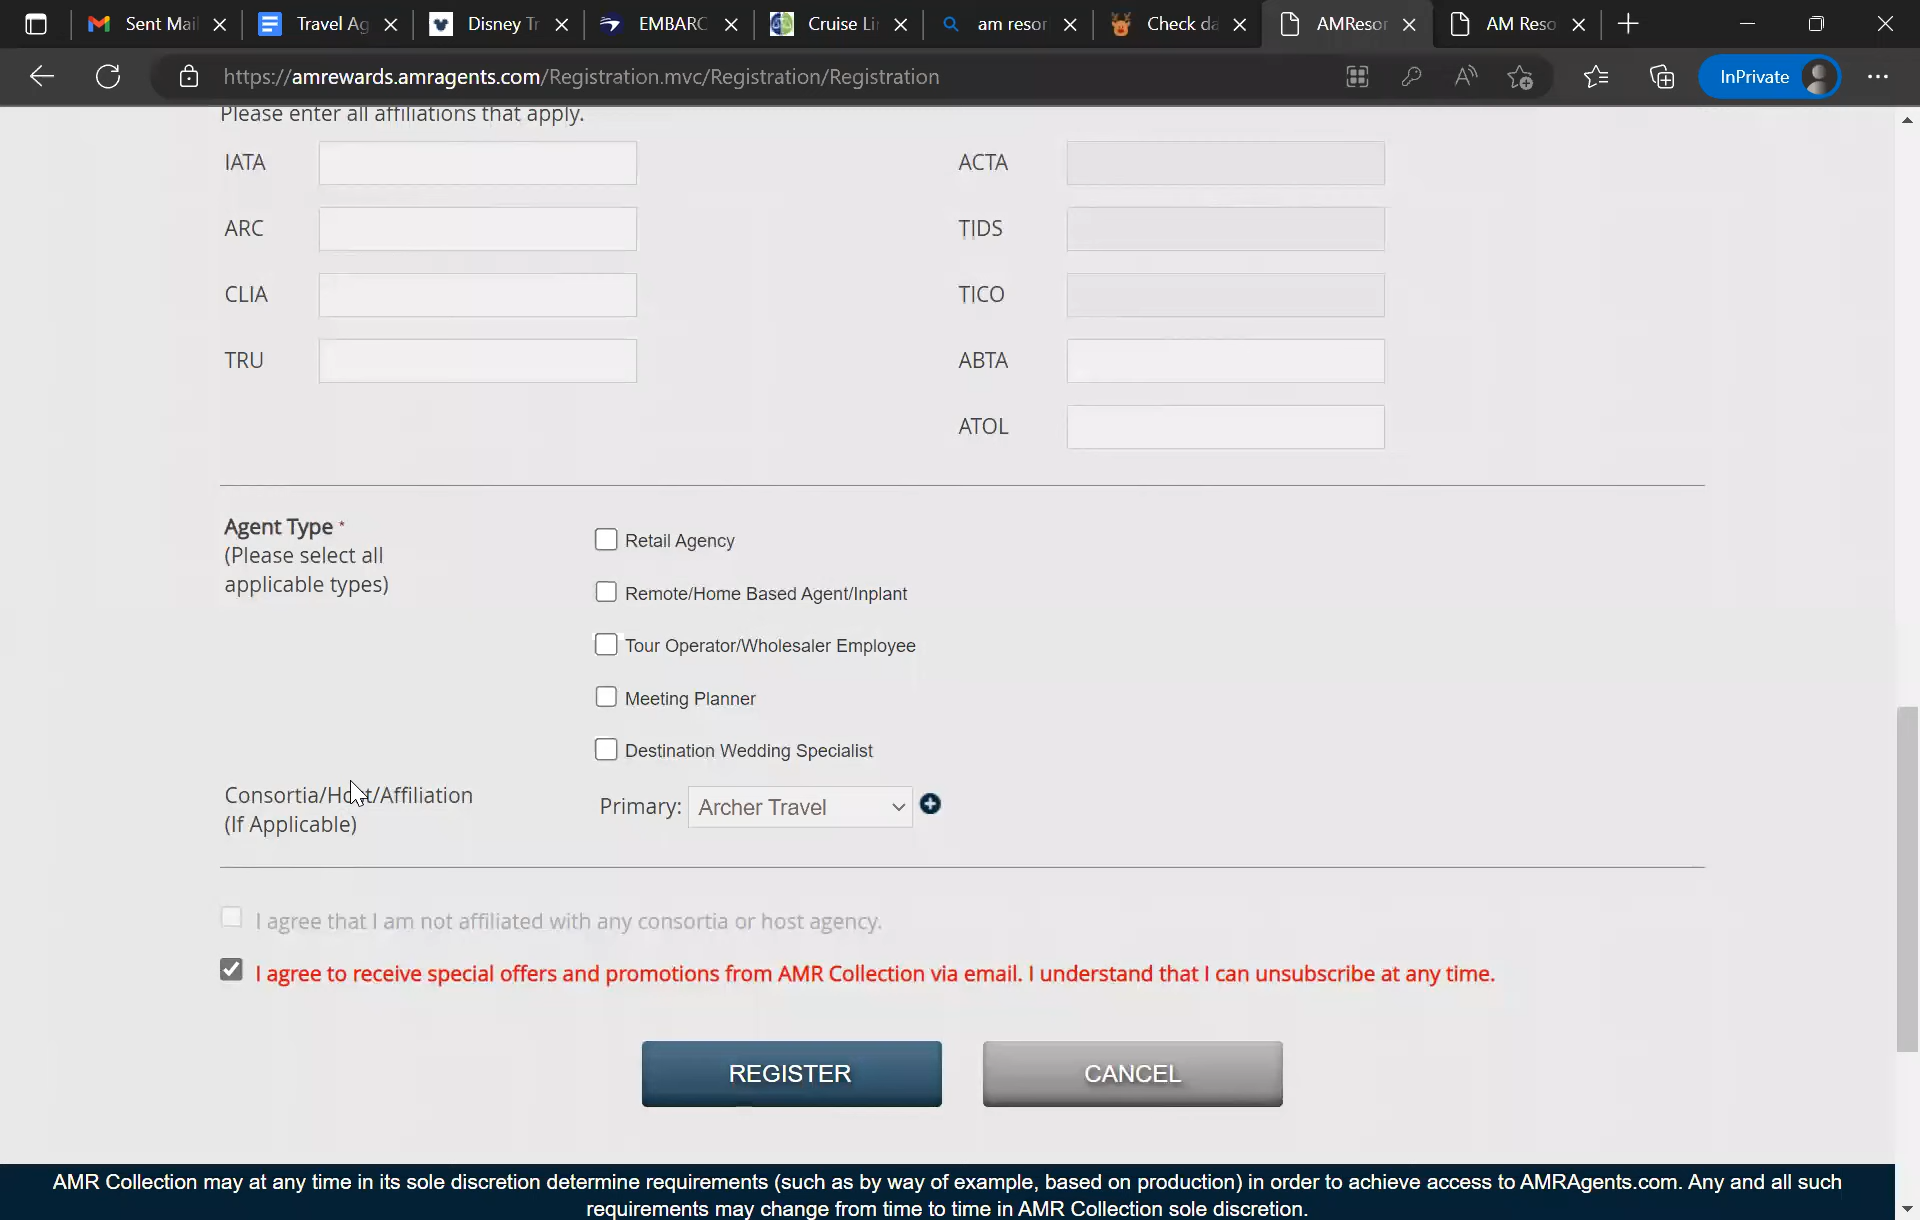 Sent Mai
Travel Ag
Disney Tr
EMBARC
Cruise Li
am resor
Check da
AMResor
AM Reso
https://amrewards.amragents.com/Registration.mvc/Registration/Registration
InPrivate
Please enter all affiliations that apply.
IATA
ACTA
ARC
TIDS
CLIA
TICO
TRU
ABTA
ATOL
Agent Type *
(Please select all
applicable types)
Retail Agency
Remote/Home Based Agent/Inplant
Tour Operator/Wholesaler Employee
Meeting Planner
Destination Wedding Specialist
Consortia/Host/Affiliation
(If Applicable)
Primary: Archer Travel
I agree that I am not affiliated with any consortia or host agency.
I agree to receive special offers and promotions from AMR Collection via email. I understand that I can unsubscribe at any time.
REGISTER
CANCEL
AMR Collection may at any time in its sole discretion determine requirements (such as by way of example, based on production) in order to achieve access to AMRAgents.com. Any and all such
requirements may change from time to time in AMR Collection sole discretion.